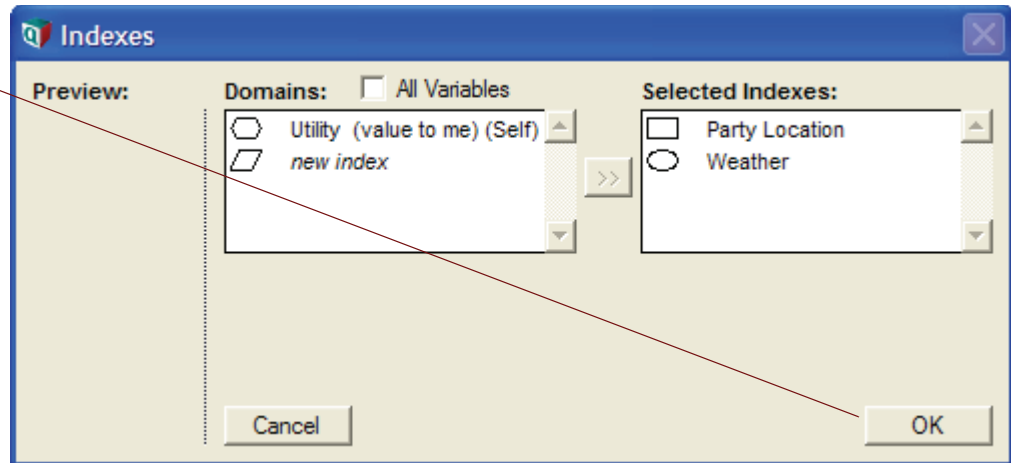 Indexes
Preview:
Domains:
All Variables
Selected Indexes:
Utility (value to me) (Self)
new index
>>
Party Location
Weather
Cancel
OK